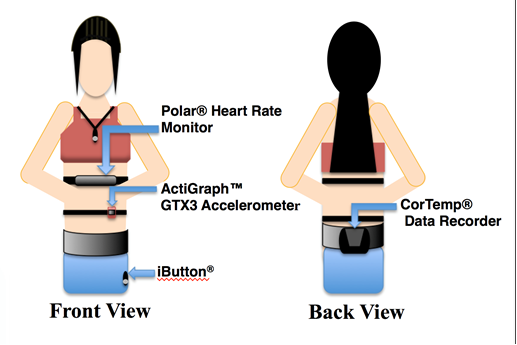 Polar® Heart Rate
Monitor
ActiGraph™
GTX3 Accelerometer
CorTemp®
Data Recorder
iButton®
Front View
Back View